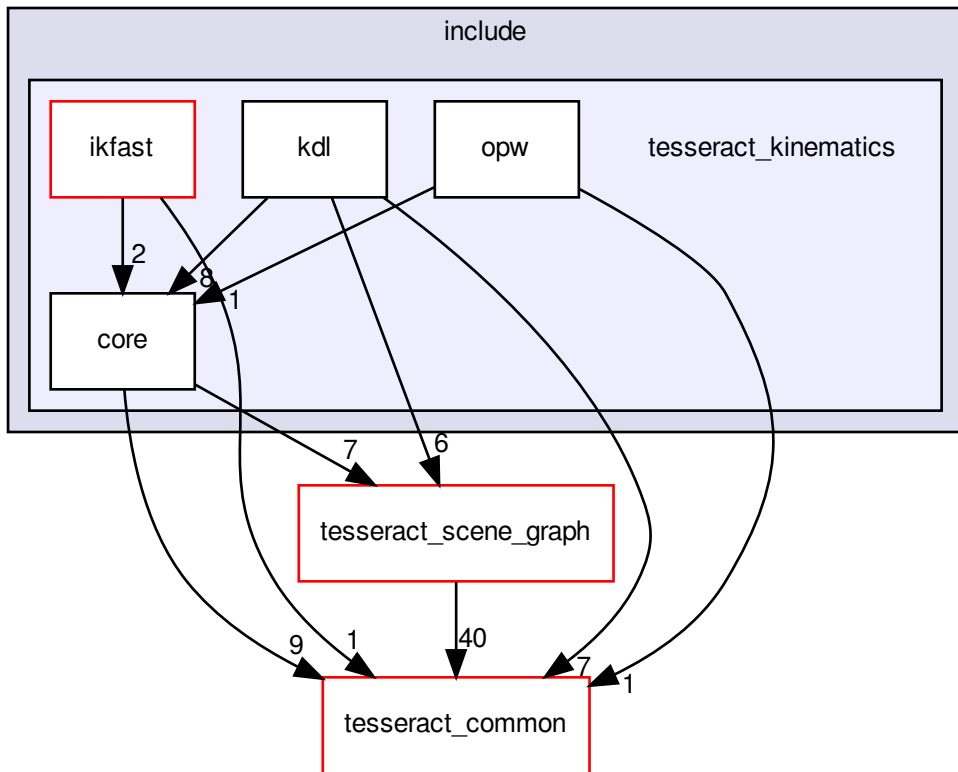 include
ikfast
kdl
opw
tesseract_kinematics
2
8
1
core
7
6
tesseract_scene_graph
9
1
40
7
1
tesseract_common